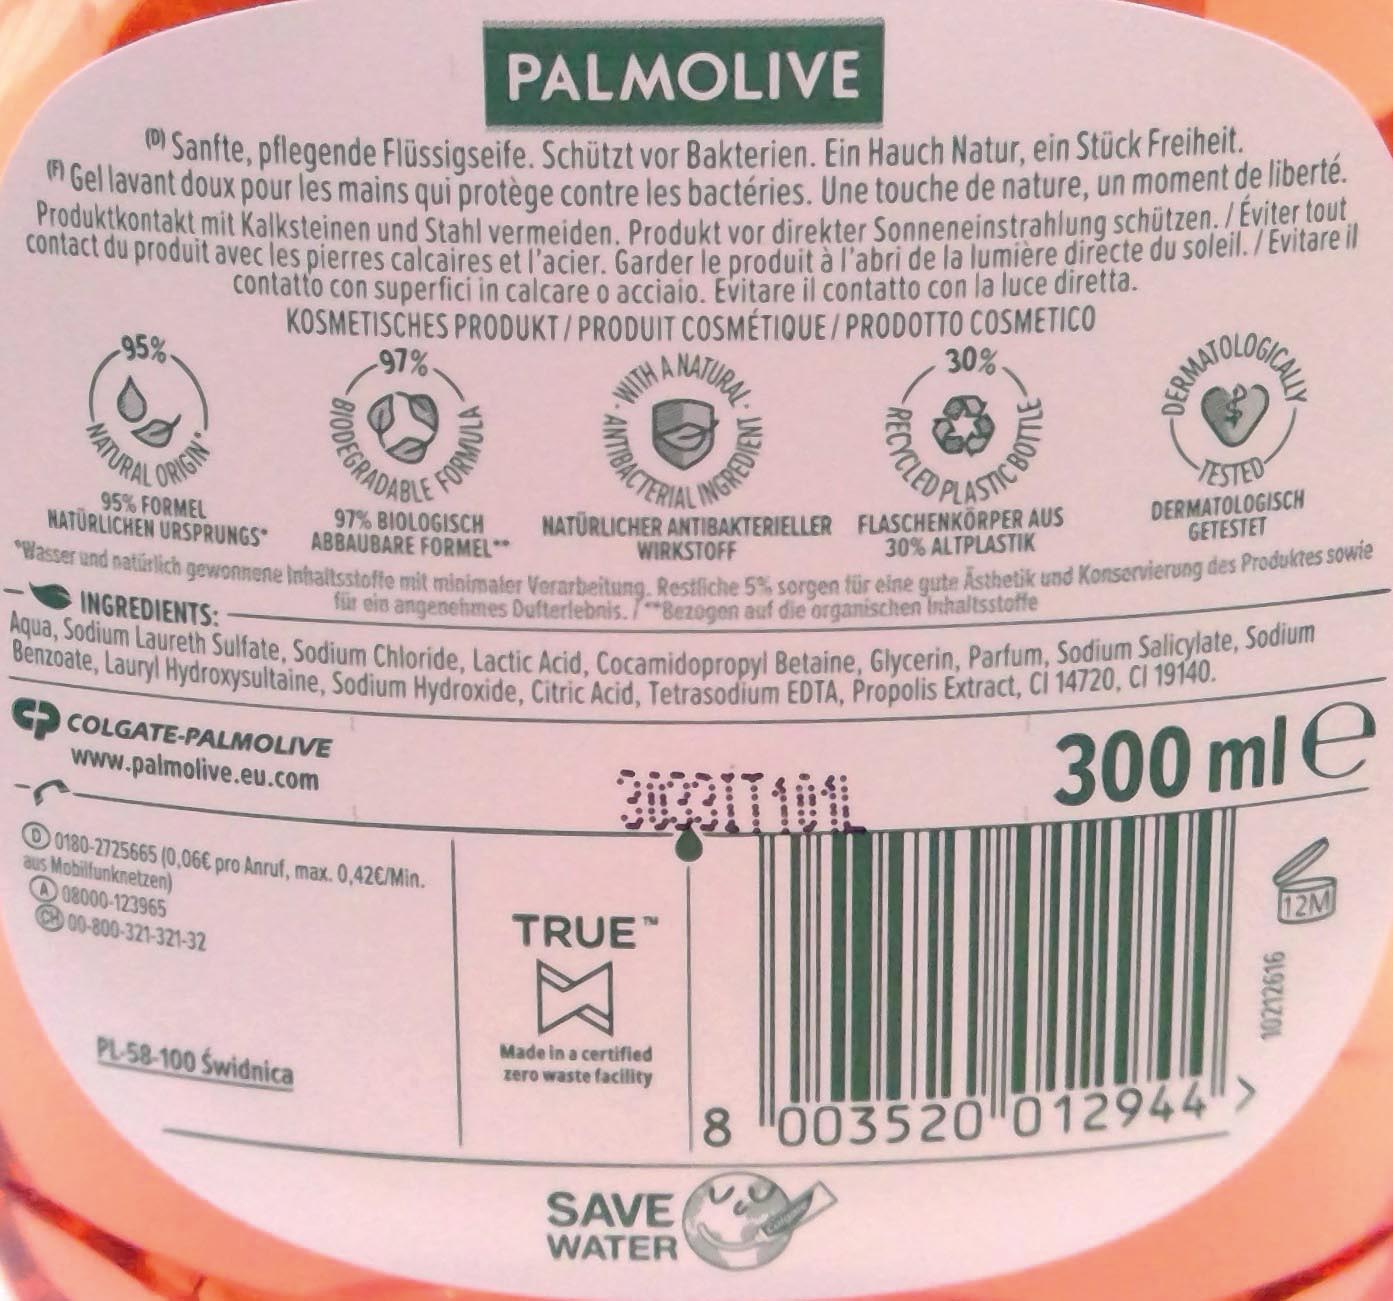 PALMOLIVE
(D) Sanfte, pflegende Flüssigseife. Schützt vor Bakterien. Ein Hauch Natur, ein Stück Freiheit.
(F) Gel lavant doux pour les mains qui protège contre les bactéries. Une touche de nature, un moment de liberté.
Produktkontakt mit Kalksteinen und Stahl vermeiden. Produkt vor direkter Sonneneinstrahlung schützen. / Éviter tout
contact du produit avec les pierres calcaires et l'acier. Garder le produit à l'abri de la lumière directe du soleil. / Evitare il
contatto con superfici in calcare o acciaio. Evitare il contatto con la luce diretta.
KOSMETISCHES PRODUKT / PRODUIT COSMÉTIQUE / PRODOTTO COSMETICO
95%
NATURAL ORIGIN*
95% FORMEL
NATÜRLICHEN URSPRUNGS*
97%
BIODEGRADABLE FORMULA
97% BIOLOGISCH
ABBAUBARE FORMEL**
WITH A NATURAL
ANTIBACTERIAL INGREDIENT
NATÜRLICHER ANTIBAKTERIELLER
WIRKSTOFF
30%
RECYCLED PLASTIC BOTTLE
FLASCHENKÖRPER AUS
30% ALTPLASTIK
DERMATOLOGICALLY
TESTED
DERMATOLOGISCH
GETESTET
*Wasser und natürlich gewonnene Inhaltsstoffe mit minimaler Verarbeitung. Restliche 5% sorgen für eine gute Ästhetik und Konservierung des Produktes sowie
für ein angenehmes Dufterlebnis. / **Bezogen auf die organischen Inhaltsstoffe
INGREDIENTS:
Aqua, Sodium Laureth Sulfate, Sodium Chloride, Lactic Acid, Cocamidopropyl Betaine, Glycerin, Parfum, Sodium Salicylate, Sodium
Benzoate, Lauryl Hydroxysultaine, Sodium Hydroxide, Citric Acid, Tetrasodium EDTA, Propolis Extract, CI 14720, CI 19140.
CP COLGATE-PALMOLIVE
www.palmolive.eu.com
300 ml e
D 0180-2725665 (0,06€ pro Anruf, max. 0,42€/Min.
aus Mobilfunknetzen)
A 08000-123965
CH 00-800-321-321-32
PL-58-100 Świdnica
TRUE™
Made in a certified
zero waste facility
8 003520 012944 >
12M
10212616
SAVE
WATER